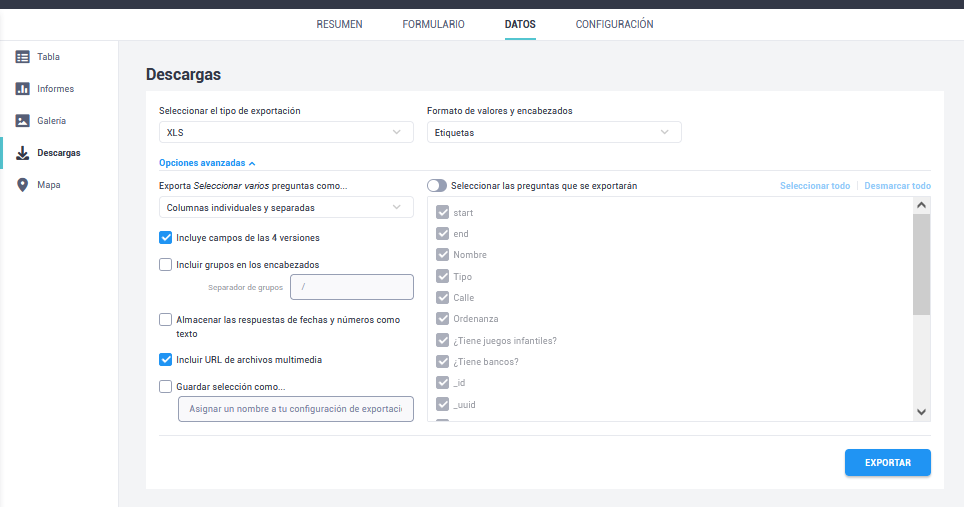 RESUMEN FORMULARIO DATOS CONFIGURACIÓN
Tabla
Informes
Galería
Descargas
Mapa
Descargas
Seleccionar el tipo de exportación
XLS
Formato de valores y encabezados
Etiquetas
Opciones avanzadas
Exporta Seleccionar varios preguntas como...
Columnas individuales y separadas
Incluye campos de las 4 versiones
Incluir grupos en los encabezados
Separador de grupos /
Almacenar las respuestas de fechas y números como
texto
Incluir URL de archivos multimedia
Guardar selección como...
Asignar un nombre a tu configuración de exportaci
Seleccionar las preguntas que se exportarán
Seleccionar todo | Desmarcar todo
start
end
Nombre
Tipo
Calle
Ordenanza
¿Tiene juegos infantiles?
¿Tiene bancos?
_id
_uuid
EXPORTAR